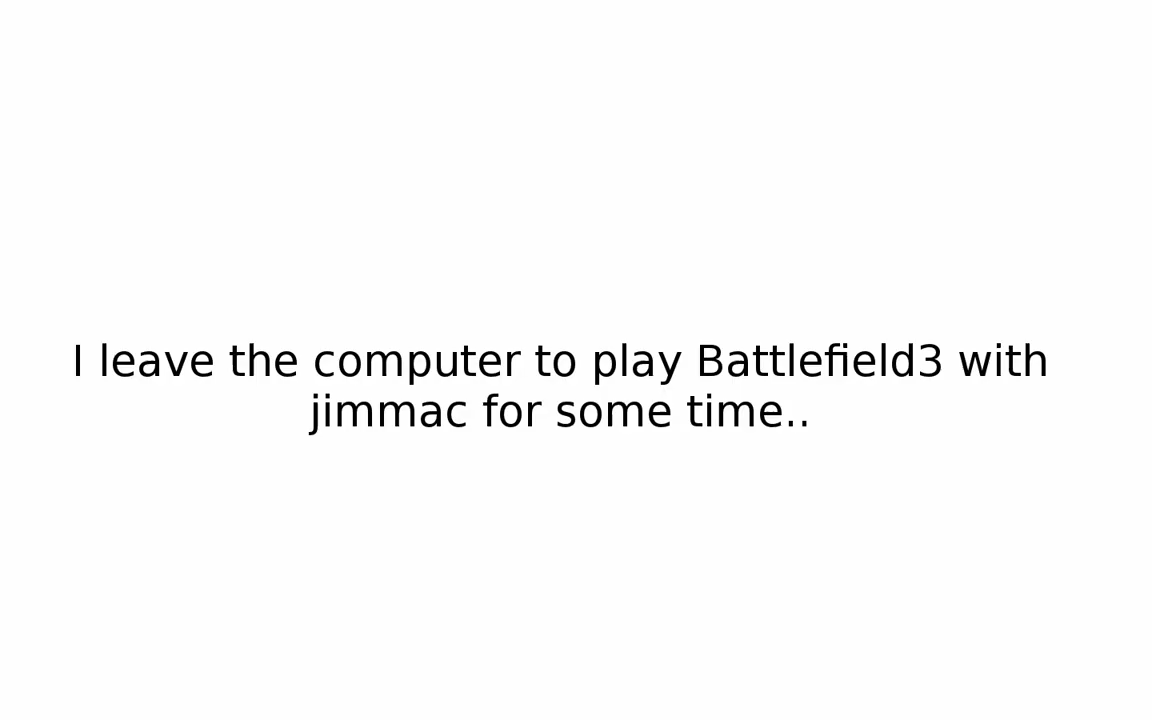 I leave the computer to play Battlefield3 with
jimmac for some time..